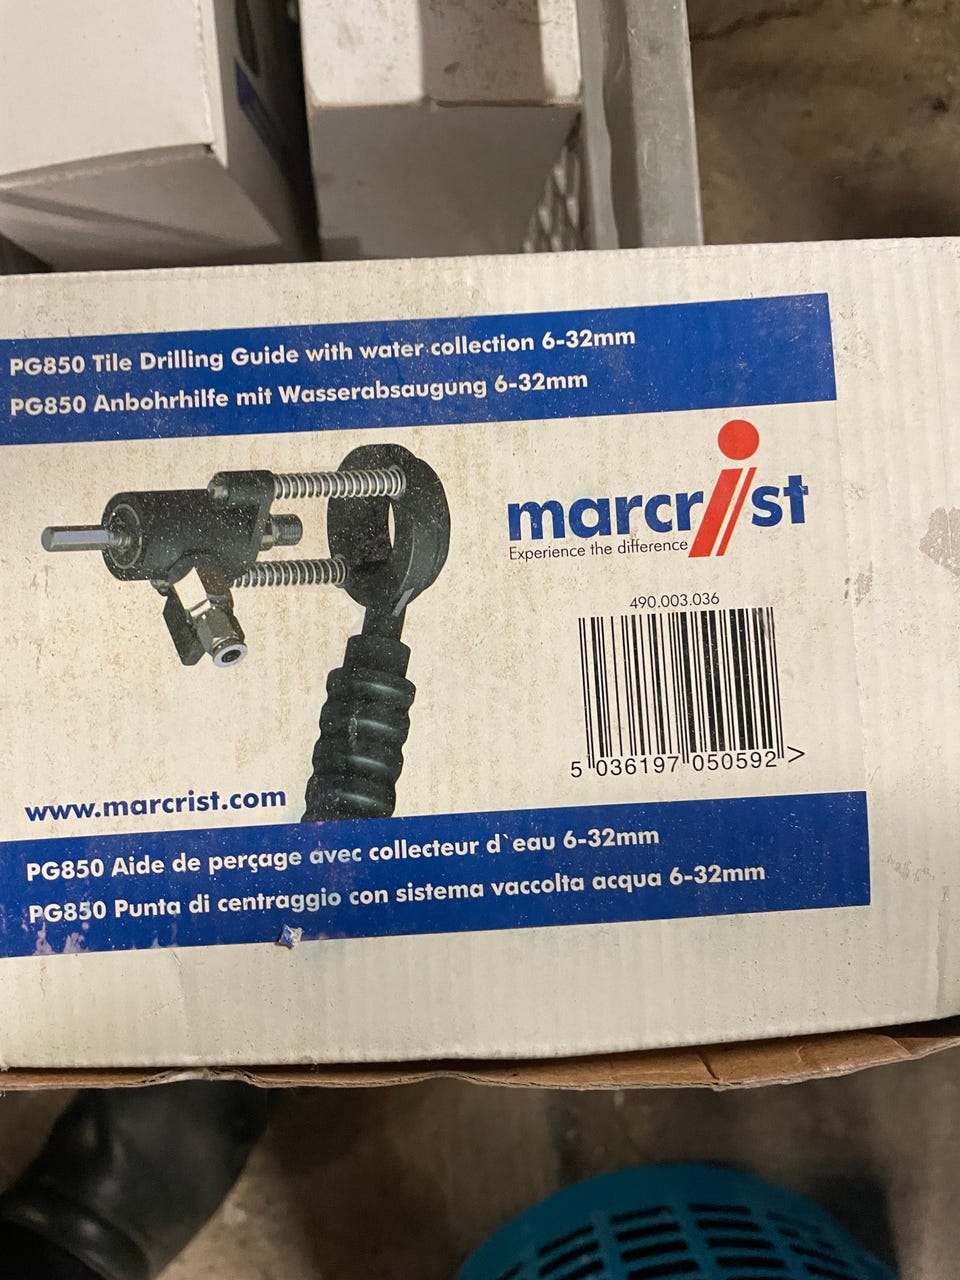 PG850 Tile Drilling Guide with water collection 6-32mm
PG850 Anbohrhilfe mit Wasserabsaugung 6-32mm
marcrist
Experience the difference
490.003.036
5 036197 050592 >
www.marcrist.com
PG850 Aide de perçage avec collecteur d`eau 6-32mm
PG850 Punta di centraggio con sistema vaccolta acqua 6-32mm